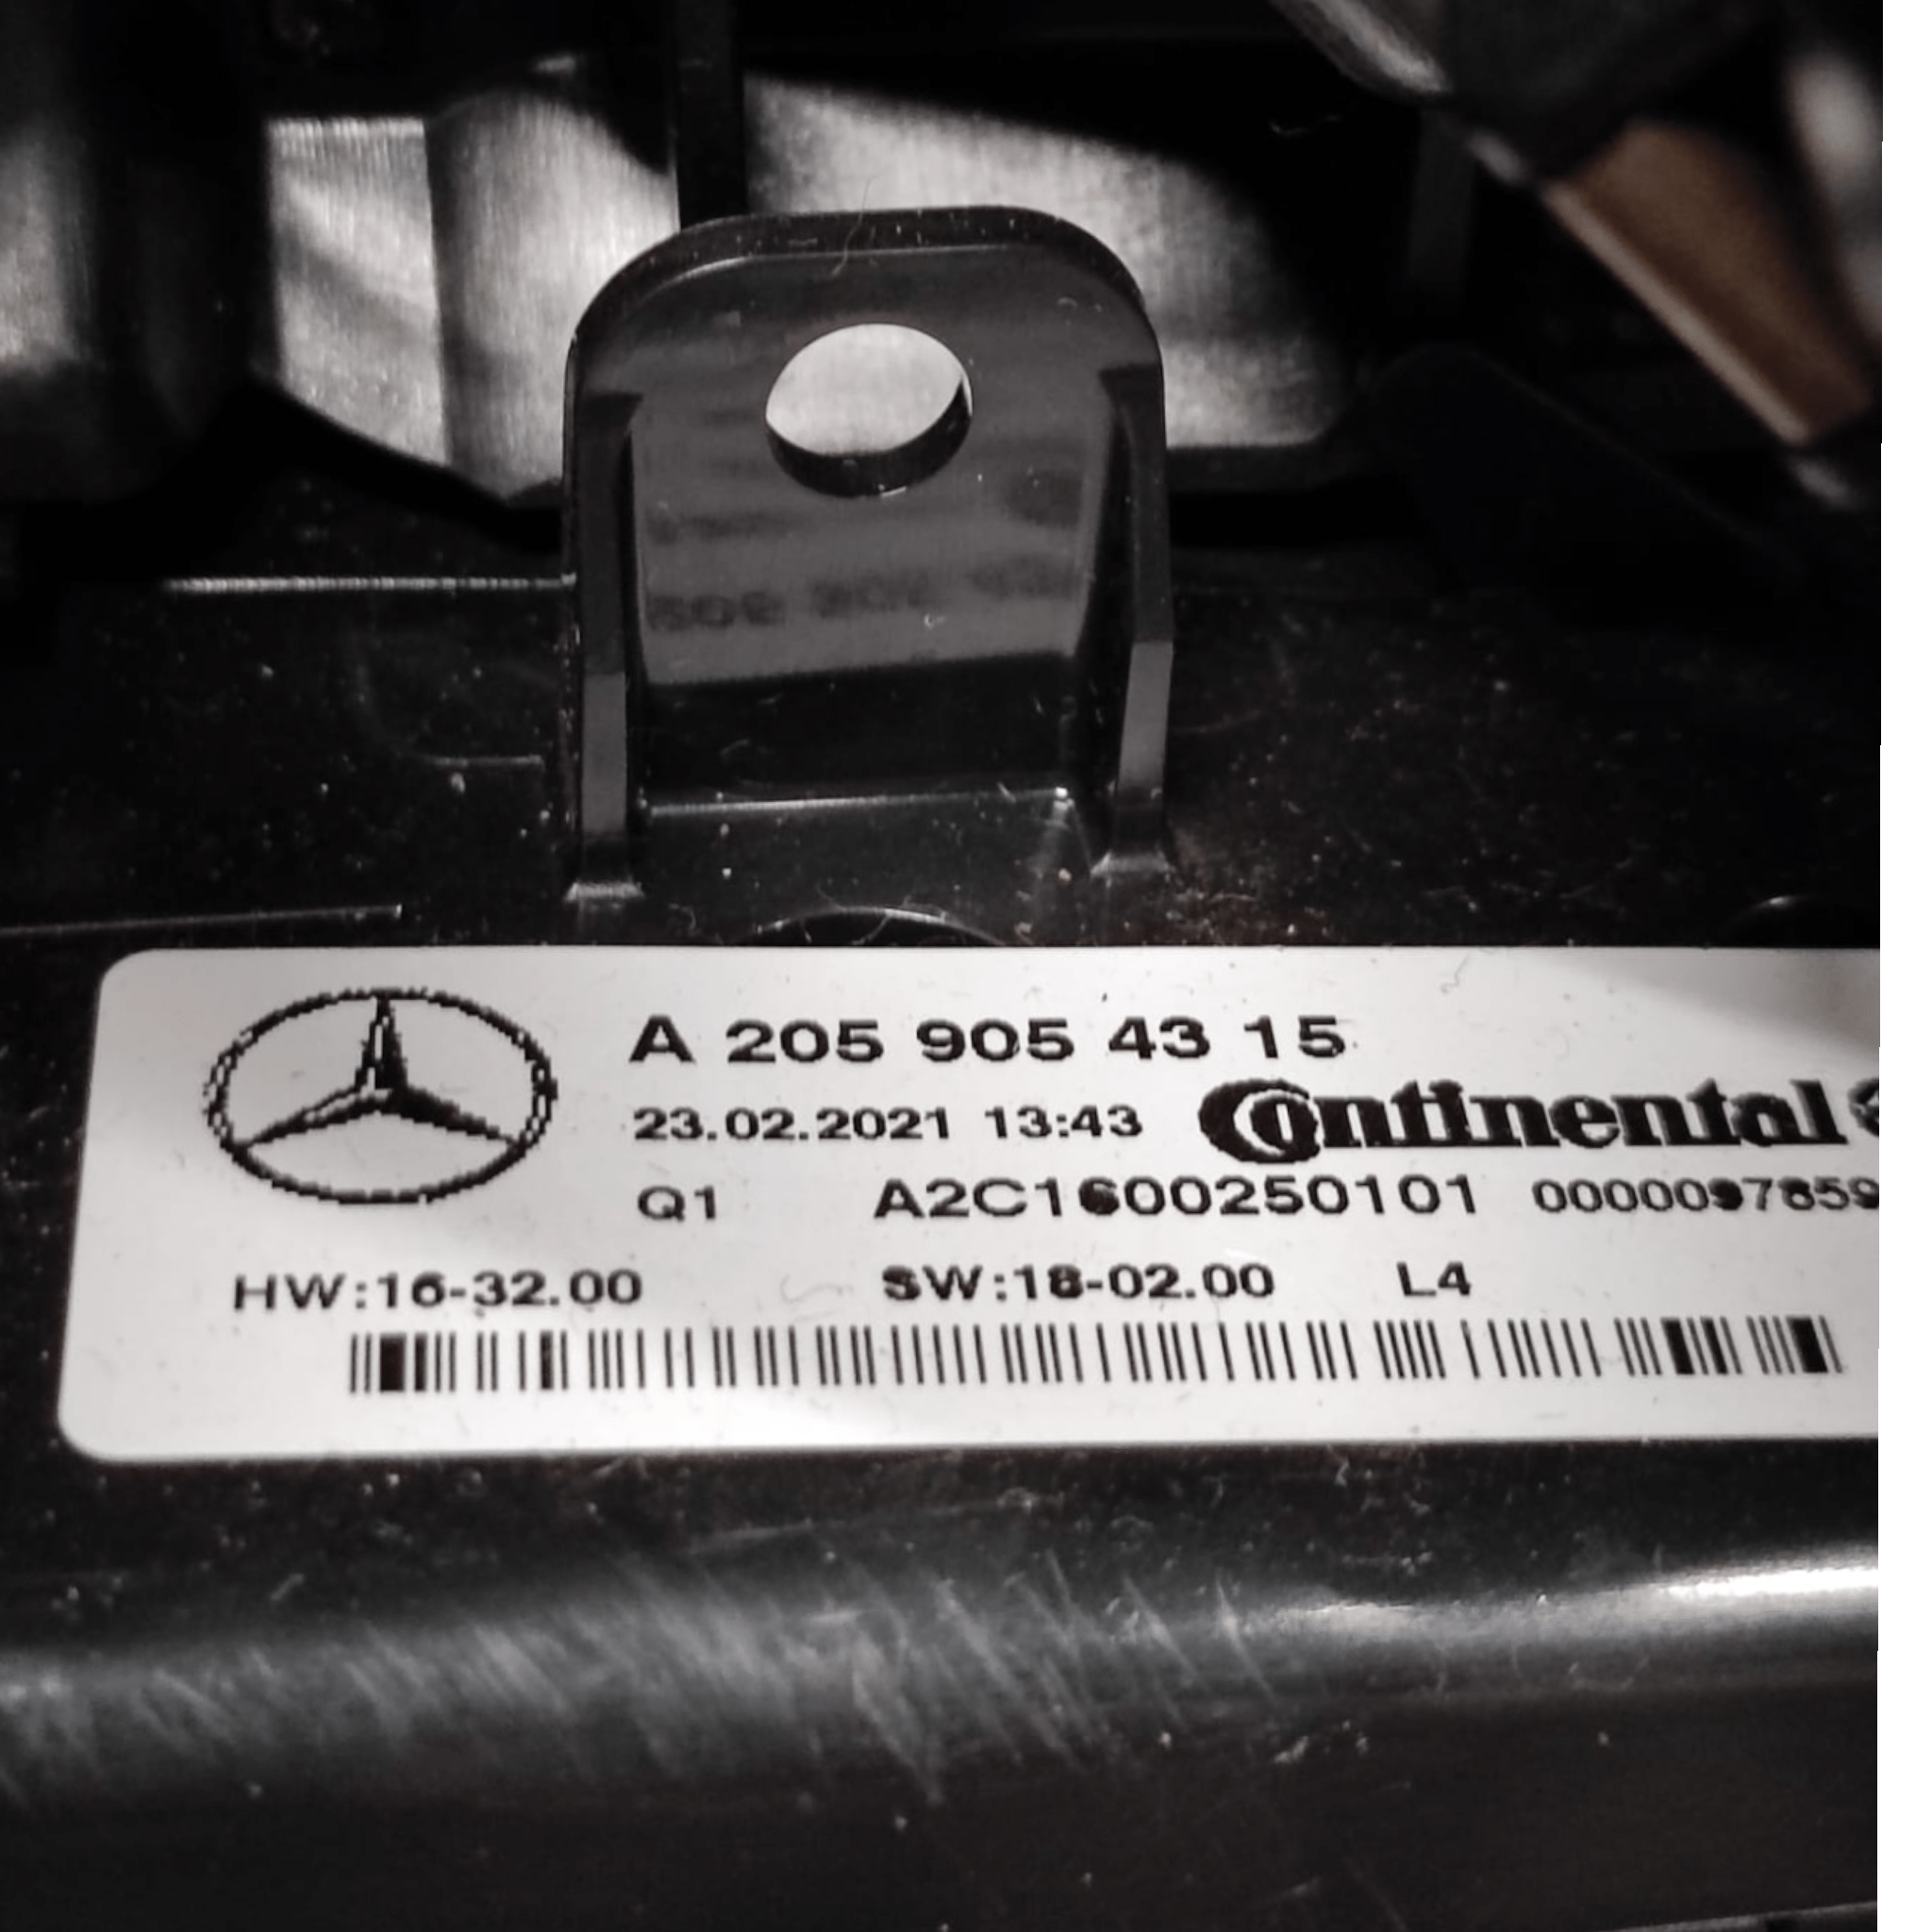 A 205 905 43 15
23.02.2021 13:43 Continental
Q1 A2C1600250101 0000097859
HW:16-32.00 SW:18-02.00 L4